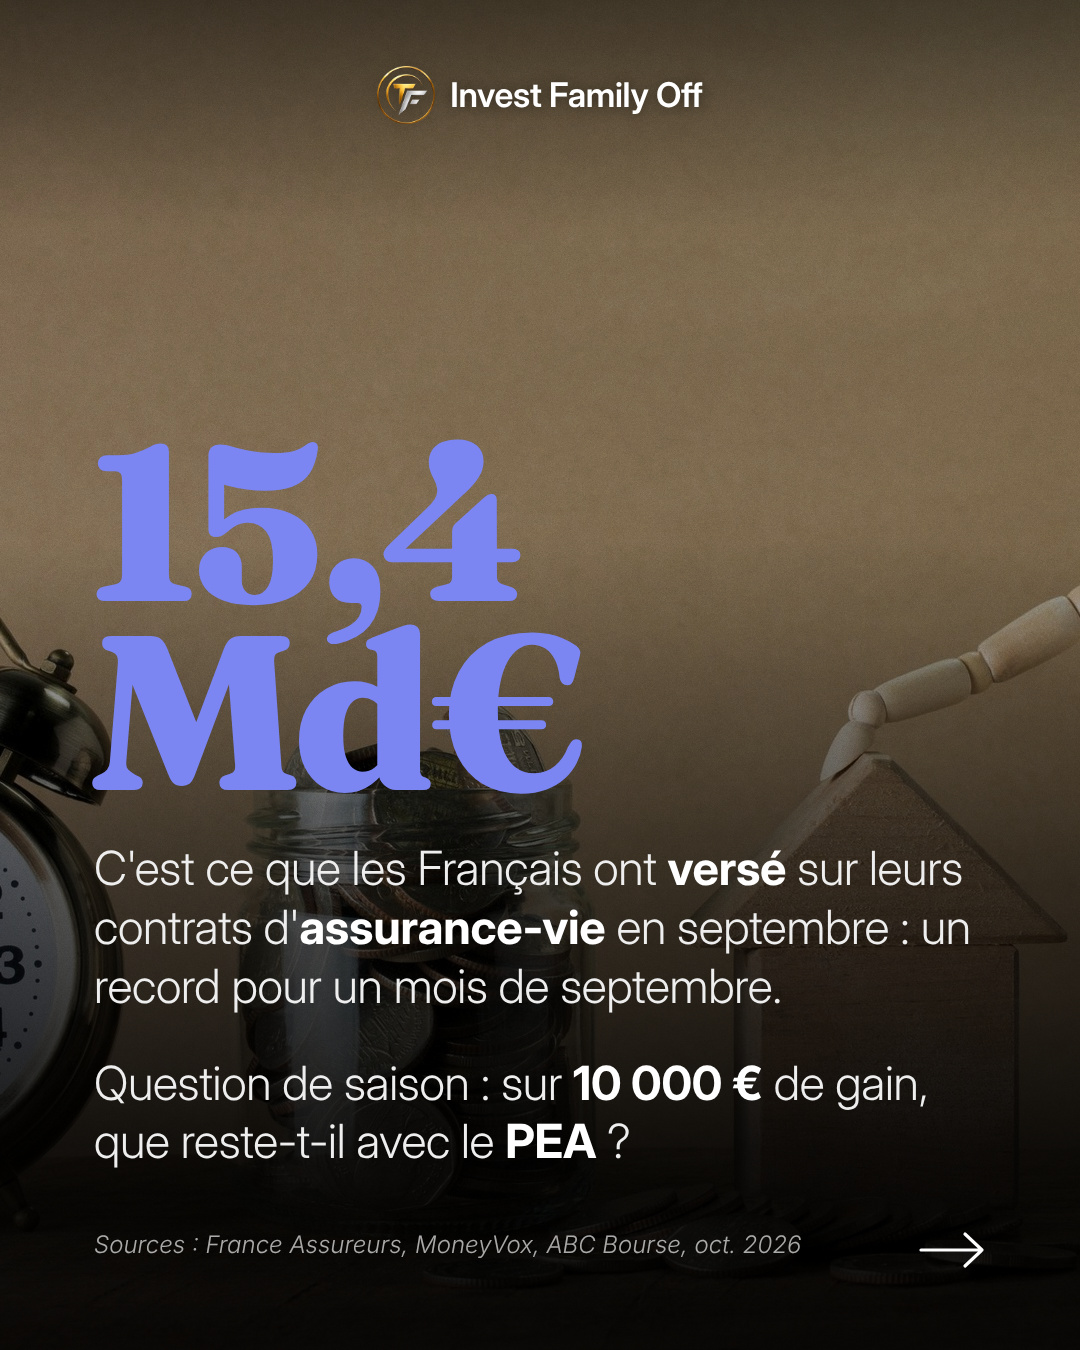 Invest Family Off
15,4
Md€
C'est ce que les Français ont versé sur leurs
contrats d'assurance-vie en septembre : un
record pour un mois de septembre.
Question de saison : sur 10 000 € de gain,
que reste-t-il avec le PEA ?
Sources : France Assureurs, MoneyVox, ABC Bourse, oct. 2026
TF
3